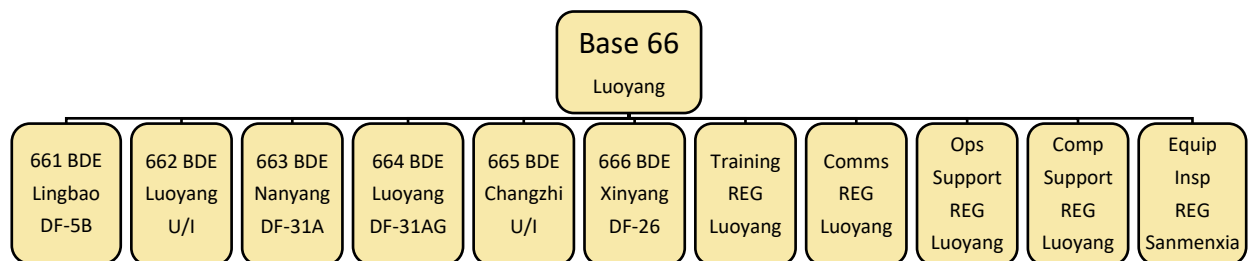 Base 66
Luoyang
661 BDE
Lingbao
DF-5B
662 BDE
Luoyang
U/I
663 BDE
Nanyang
DF-31A
664 BDE
Luoyang
DF-31AG
665 BDE
Changzhi
U/I
666 BDE
Xinyang
DF-26
Training
REG
Luoyang
Comms
REG
Luoyang
Ops
Support
REG
Luoyang
Comp
Support
REG
Luoyang
Equip
Insp
REG
Sanmenxia